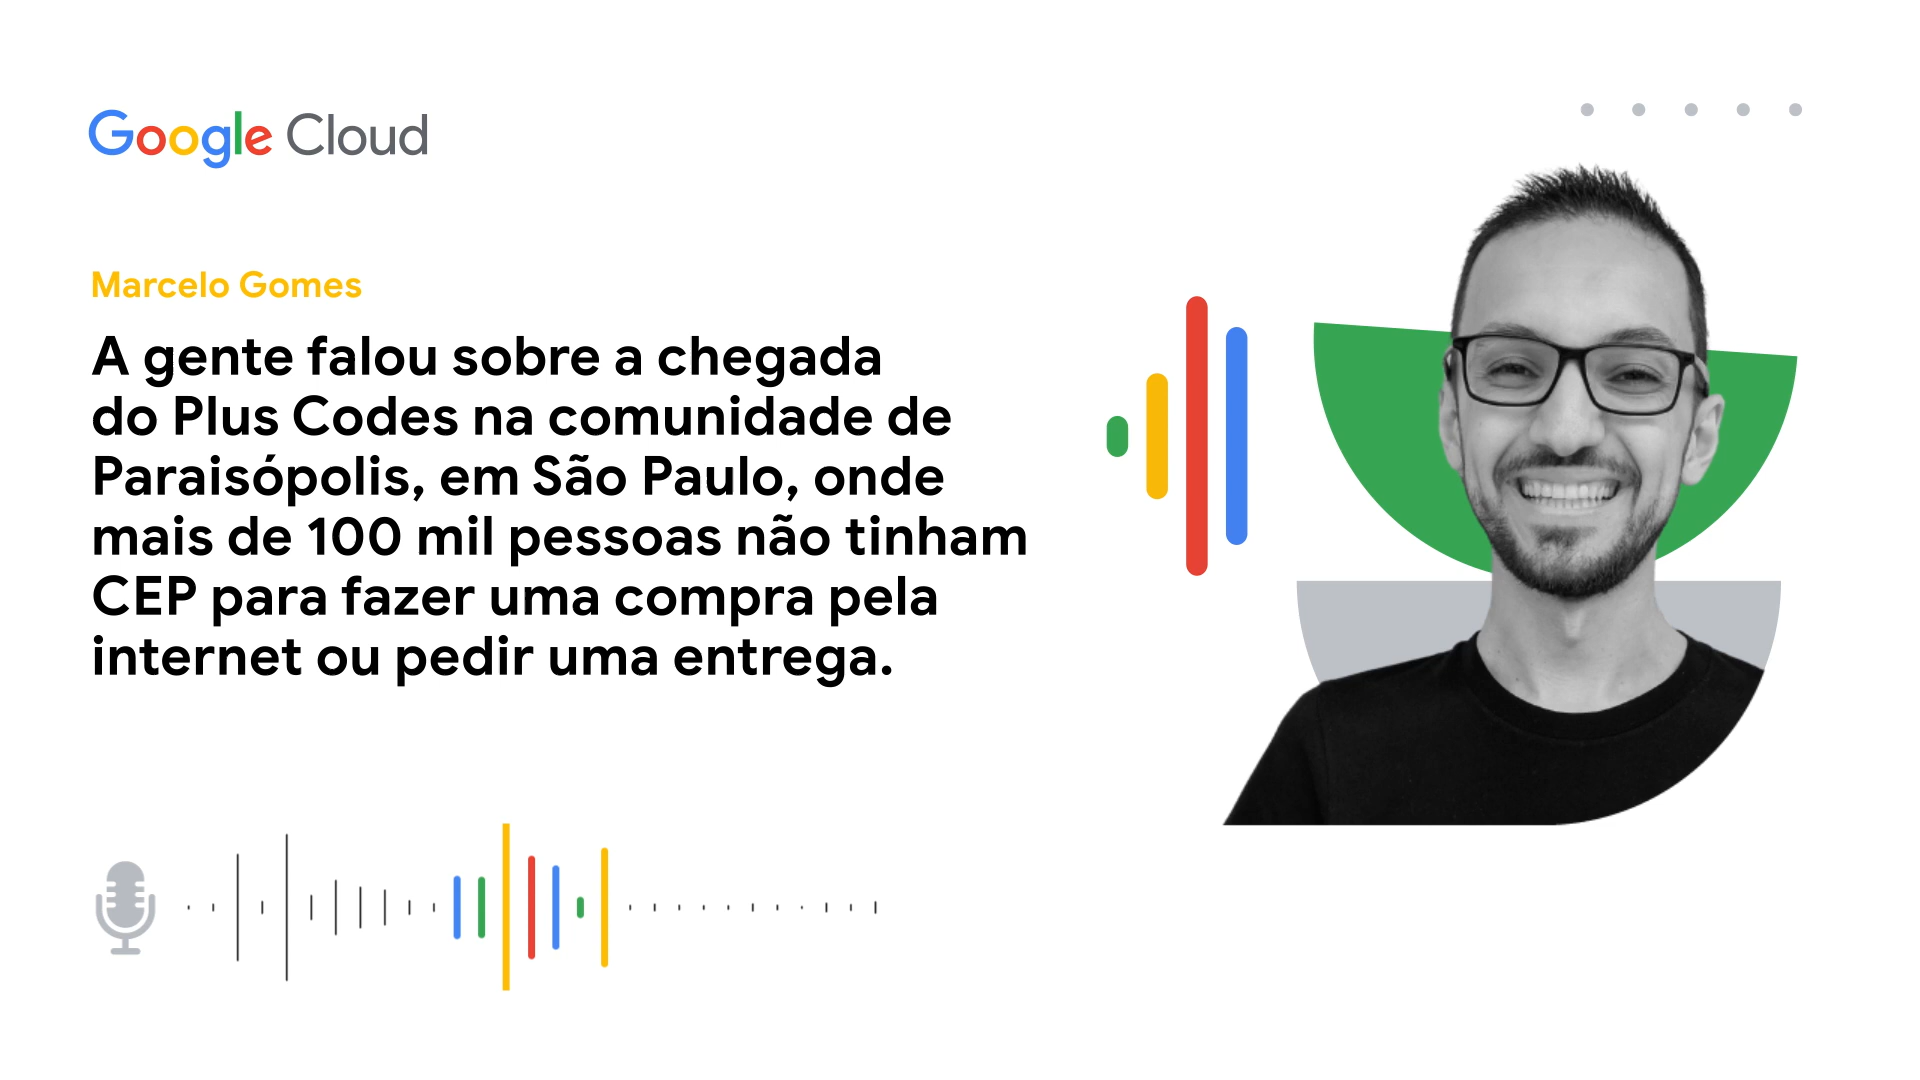 Google Cloud
Marcelo Gomes
A gente falou sobre a chegada
do Plus Codes na comunidade de
Paraisópolis, em São Paulo, onde
mais de 100 mil pessoas não tinham
CEP para fazer uma compra pela
internet ou pedir uma entrega.